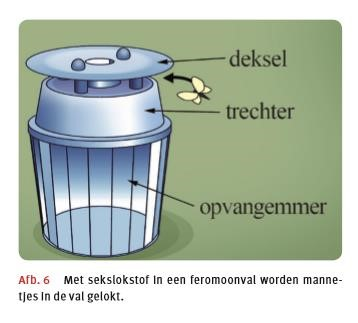 deksel
trechter
opvangemmer
Afb. 6 Met sekslokstof in een feromoonval worden manne-
tjes in de val gelokt.